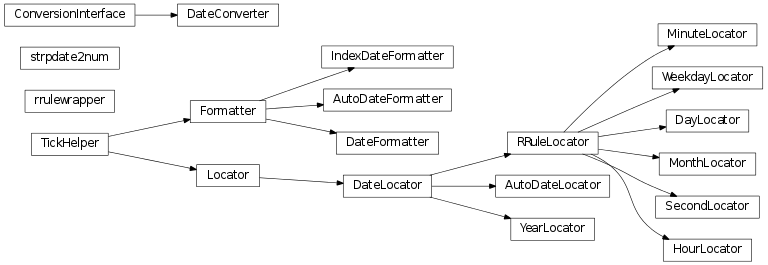 ConversionInterface
DateConverter
strpdate2num
rrulewrapper
TickHelper
Formatter
Locator
IndexDateFormatter
AutoDateFormatter
DateFormatter
DateLocator
RRuleLocator
AutoDateLocator
YearLocator
MinuteLocator
WeekdayLocator
DayLocator
MonthLocator
SecondLocator
HourLocator